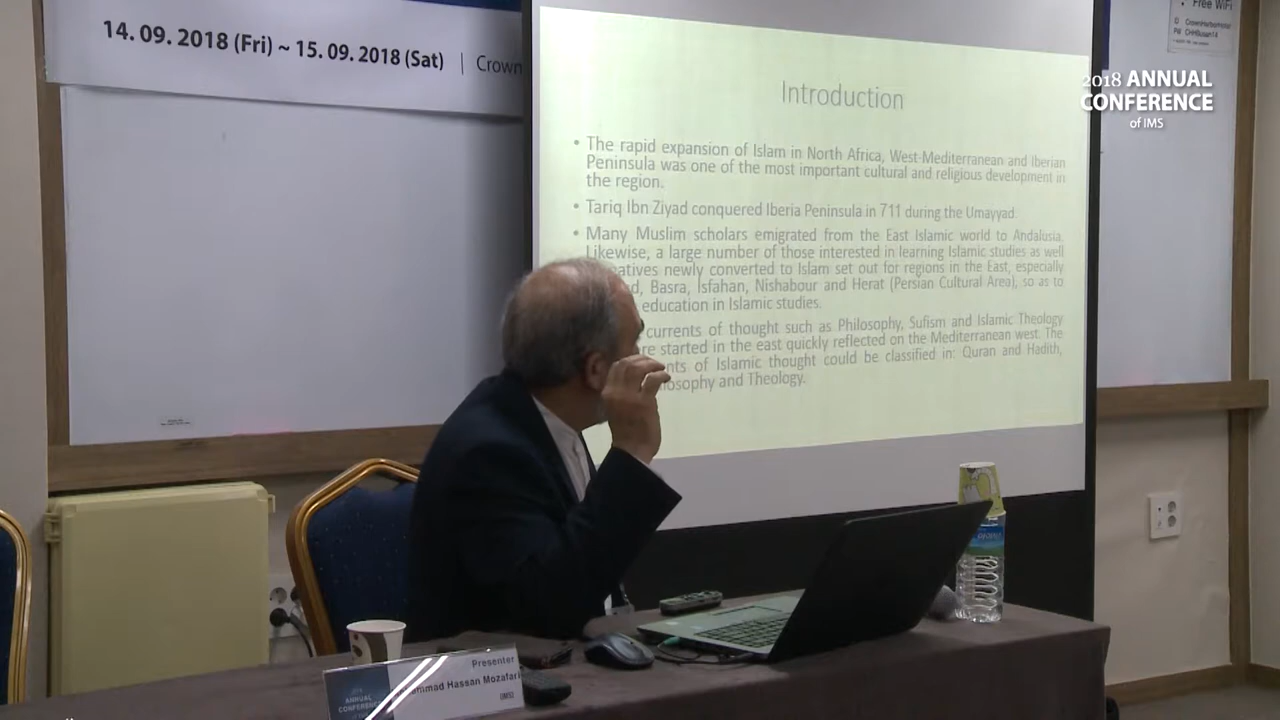 14. 09. 2018 (Fri) ~ 15. 09. 2018 (Sat) | Crown
Free WiFi
2018 ANNUAL
CONFERENCE
of IMS
Introduction
• The rapid expansion of Islam in North Africa, West-Mediterranean and Iberian
Peninsula was one of the most important cultural and religious development in
the region.
• Tariq Ibn Ziyad conquered Iberia Peninsula in 711 during the Umayyad.
• Many Muslim scholars emigrated from the East Islamic world to Andalusia.
Likewise, a large number of those interested in learning Islamic studies as well
atives newly converted to Islam set out for regions in the East, especially
d, Basra, Isfahan, Nishabour and Herat (Persian Cultural Area), so as to
education in Islamic studies.
currents of thought such as Philosophy, Sufism and Islamic Theology
re started in the east quickly reflected on the Mediterranean west. The
nts of Islamic thought could be classified in: Quran and Hadith,
losophy and Theology.
Presenter
ammad Hassan Mozafari
ANNUAL
CONFERENCE